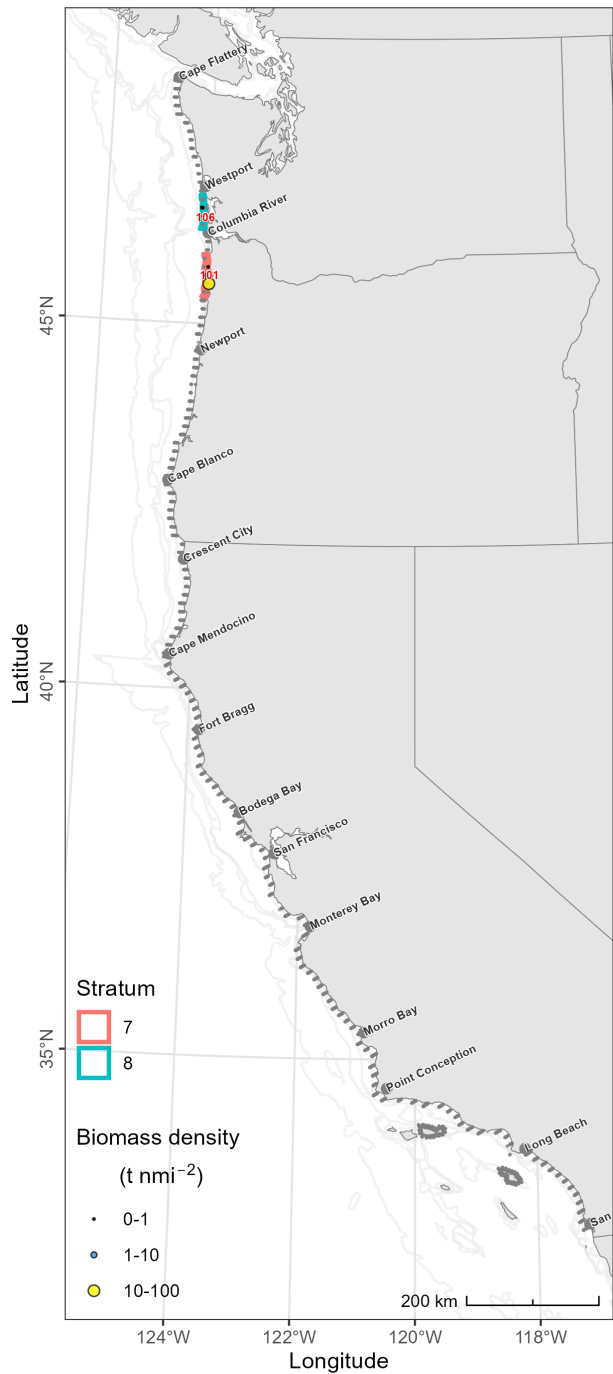 Cape Flattery
Westport
106
Columbia River
101
45°N
Newport
Cape Blanco
Crescent City
Cape Mendocino
Latitude
40°N
Fort Bragg
Bodega Bay
San Francisco
Monterey Bay
Stratum
7
8
Morro Bay
35°N
Point Conception
Biomass density
(t nmi⁻²)
Long Beach
0-1
San
1-10
10-100
200 km
124°W 122°W 120°W 118°W
Longitude